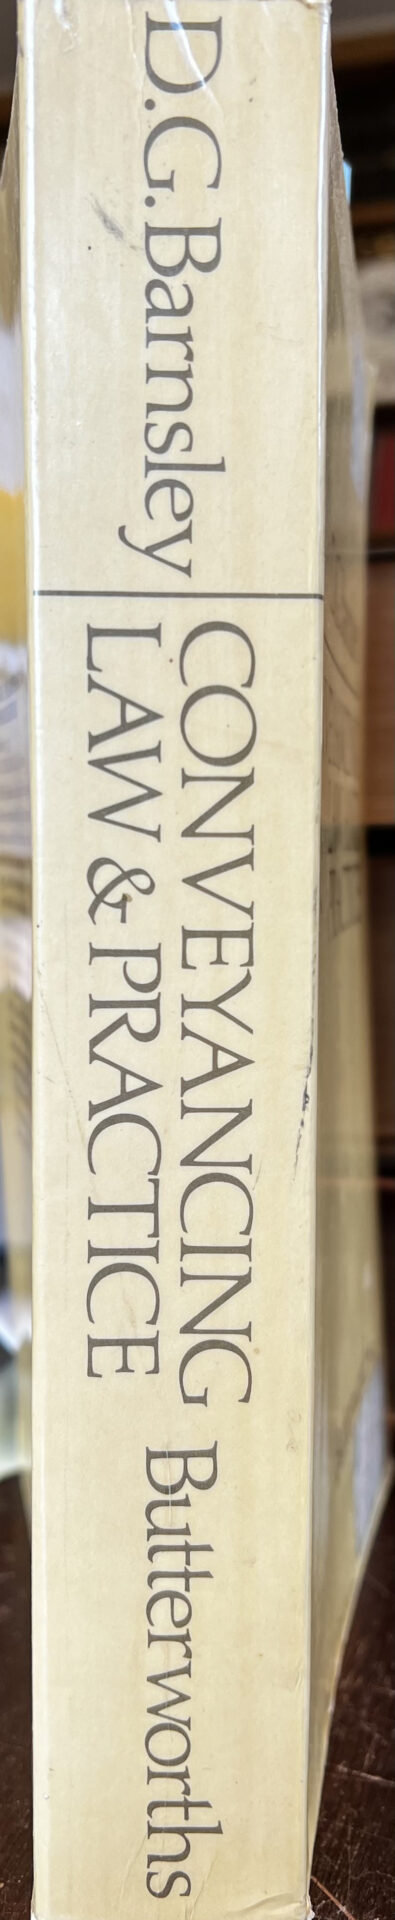 D.G. Barnsley
CONVEYANCING
LAW & PRACTICE
Butterworths